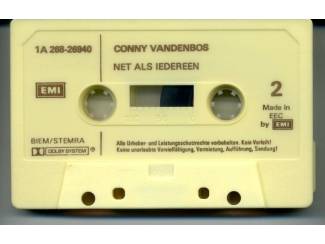 1A 268-26940
CONNY VANDENBOS
NET ALS IEDEREEN
EMI
2
Made in
EEC
by EMI
BIEM/STEMRA
DOLBY SYSTEM
Alle Urheber- und Leistungsschutzrechte vorbehalten. Kein Verleih!
Keine unerlaubte Vervielfältigung, Vermietung, Aufführung, Sendung!